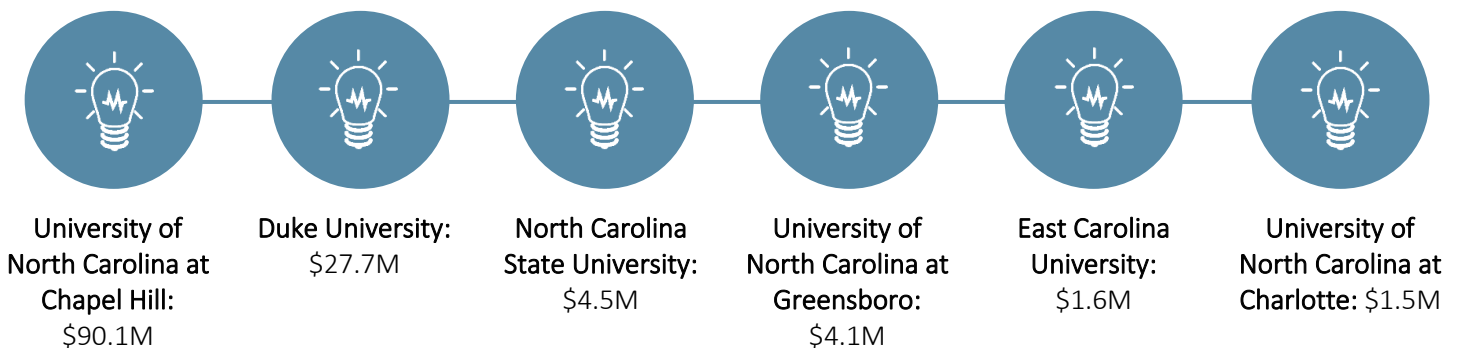 University of
North Carolina at
Chapel Hill:
$90.1M
Duke University:
$27.7M
North Carolina
State University:
$4.5M
University of
North Carolina at
Greensboro:
$4.1M
East Carolina
University:
$1.6M
University of
North Carolina at
Charlotte: $1.5M